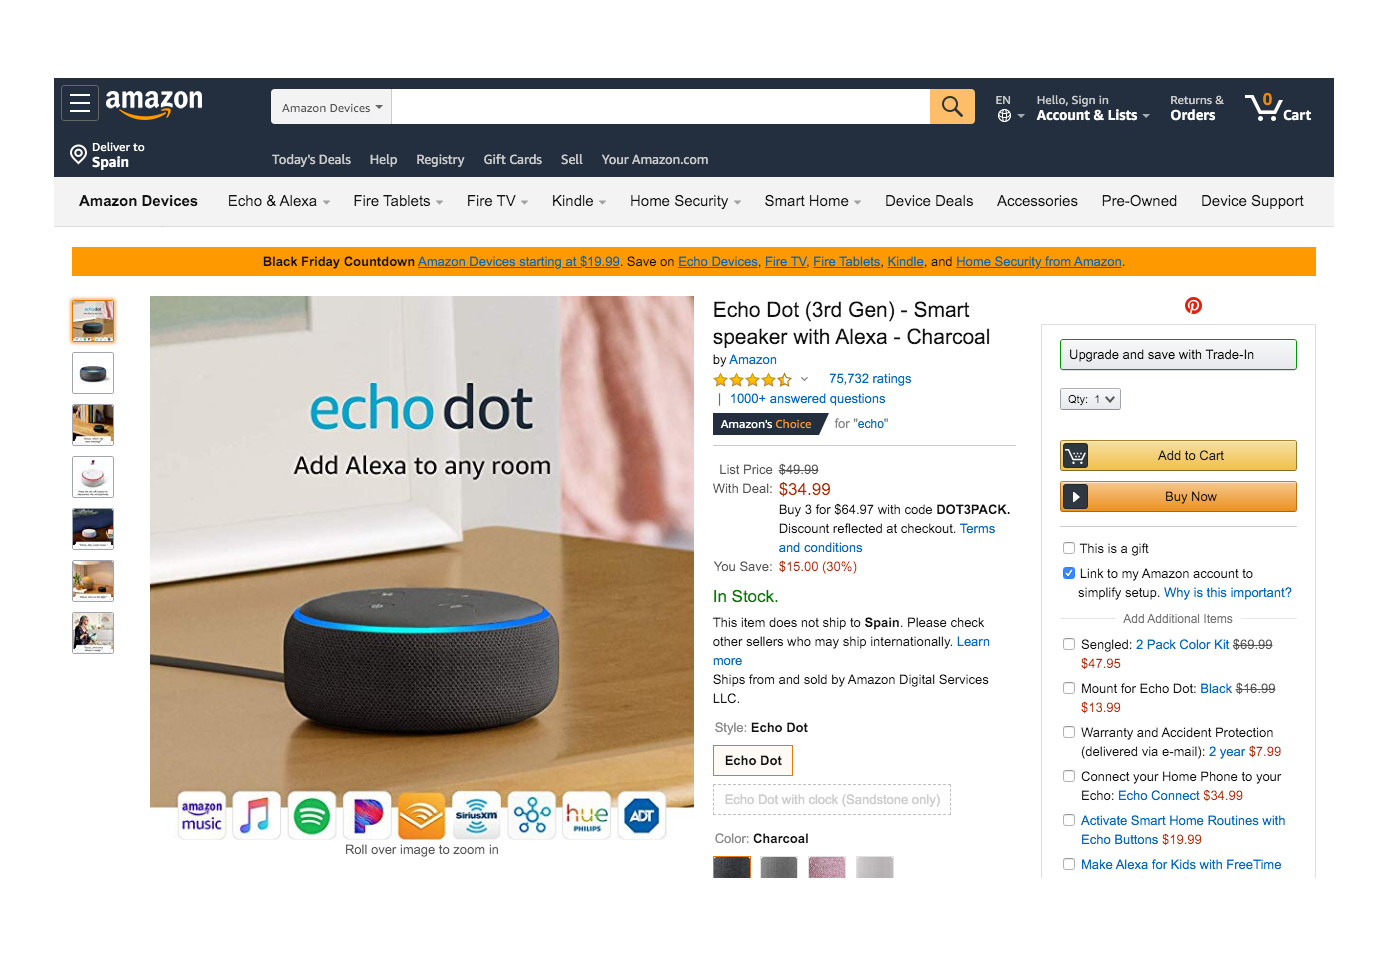 amazon
Amazon Devices
EN
Hello, Sign in
Account & Lists
Returns &
Orders
0
Cart
Deliver to
Spain
Today's Deals Help Registry Gift Cards Sell Your Amazon.com
Amazon Devices Echo & Alexa Fire Tablets Fire TV Kindle Home Security Smart Home Device Deals Accessories Pre-Owned Device Support
Black Friday Countdown Amazon Devices starting at $19.99. Save on Echo Devices, Fire TV, Fire Tablets, Kindle, and Home Security from Amazon.
echo dot
Add Alexa to any room
amazon
music
SiriusXM
hue
PHILIPS
ADT
Roll over image to zoom in
Echo Dot (3rd Gen) - Smart
speaker with Alexa - Charcoal
by Amazon
75,732 ratings
| 1000+ answered questions
Amazon's Choice for "echo"
List Price $49.99
With Deal: $34.99
Buy 3 for $64.97 with code DOT3PACK.
Discount reflected at checkout. Terms
and conditions
You Save: $15.00 (30%)
In Stock.
This item does not ship to Spain. Please check
other sellers who may ship internationally. Learn
more
Ships from and sold by Amazon Digital Services
LLC.
Style: Echo Dot
Echo Dot
Echo Dot with clock (Sandstone only)
Color: Charcoal
Upgrade and save with Trade-In
Qty: 1
Add to Cart
Buy Now
This is a gift
Link to my Amazon account to
simplify setup. Why is this important?
Add Additional Items
Sengled: 2 Pack Color Kit $69.99
$47.95
Mount for Echo Dot: Black $16.99
$13.99
Warranty and Accident Protection
(delivered via e-mail): 2 year $7.99
Connect your Home Phone to your
Echo: Echo Connect $34.99
Activate Smart Home Routines with
Echo Buttons $19.99
Make Alexa for Kids with FreeTime